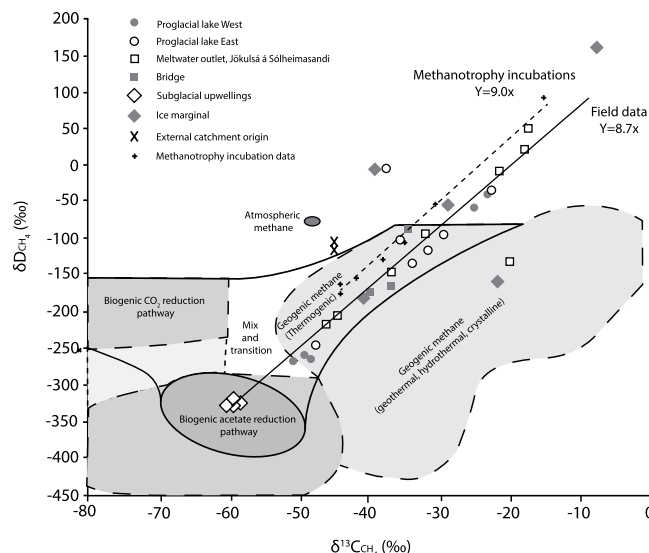 200
150
100
50
0
-50
-100
-150
-200
-250
-300
-350
-400
-450
δDCH4 (‰)
Proglacial lake West
Proglacial lake East
Meltwater outlet, Jökulsá á Sólheimasandi
Bridge
Subglacial upwellings
Ice marginal
External catchment origin
Methanotrophy incubation data
Methanotrophy incubations
Y=9.0x
Field data
Y=8.7x
Atmospheric
methane
Biogenic CO2 reduction
pathway
Mix
and
transition
Geogenic methane
(Thermogenic)
Geogenic methane
(geothermal, hydrothermal, crystalline)
Biogenic acetate reduction
pathway
-80 -70 -60 -50 -40 -30 -20 -10 0
δ13CCH4 (‰)